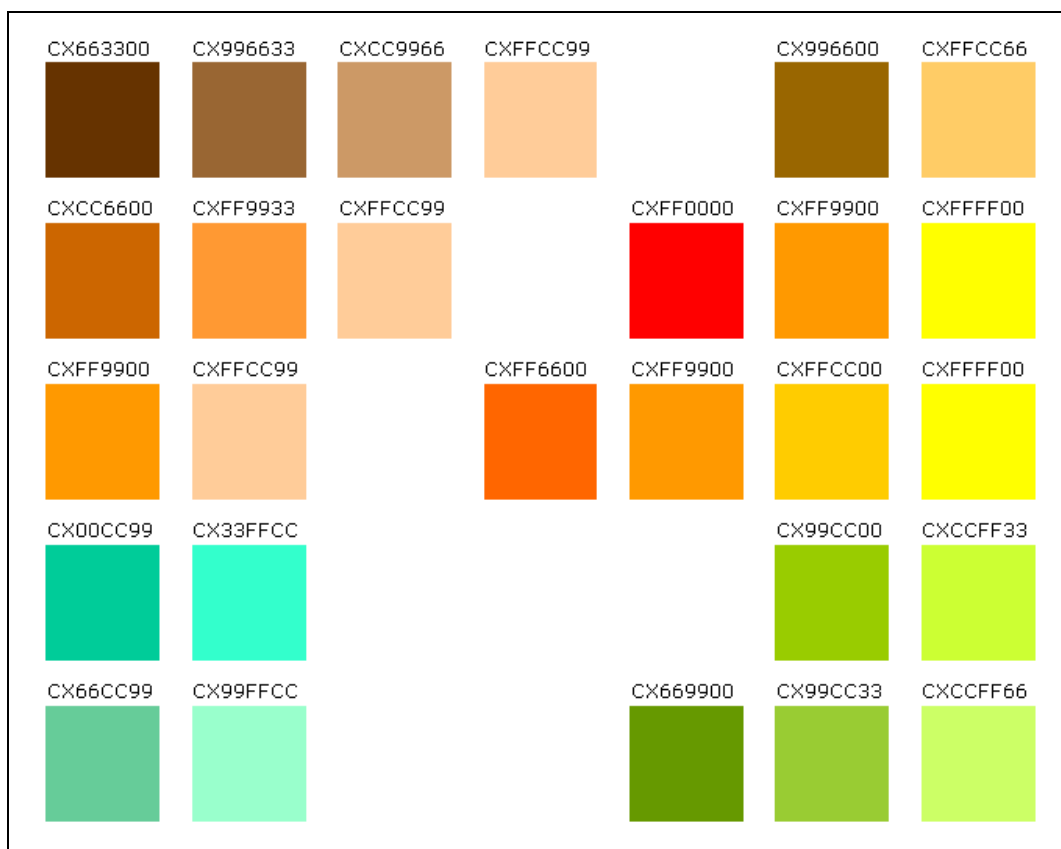 CX663300 CX996633 CXCC9966 CXFFCC99 CX996600 CXFFCC66
CXCC6600 CXFF9933 CXFFCC99 CXFF0000 CXFF9900 CXFFFF00
CXFF9900 CXFFCC99 CXFF6600 CXFF9900 CXFFCC00 CXFFFF00
CX00CC99 CX33FFCC CX99CC00 CXCCFF33
CX66CC99 CX99FFCC CX669900 CX99CC33 CXCCFF66